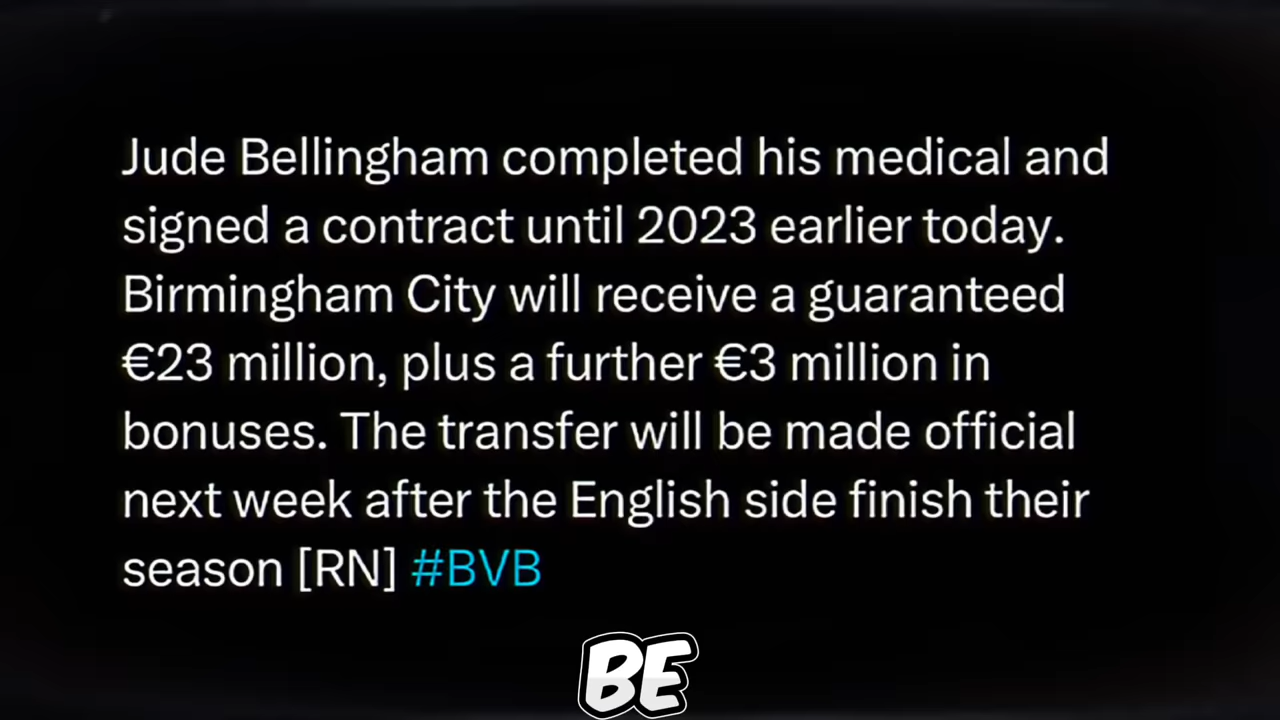 Jude Bellingham completed his medical and
signed a contract until 2023 earlier today.
Birmingham City will receive a guaranteed
€23 million, plus a further €3 million in
bonuses. The transfer will be made official
next week after the English side finish their
season [RN] #BVB
BE